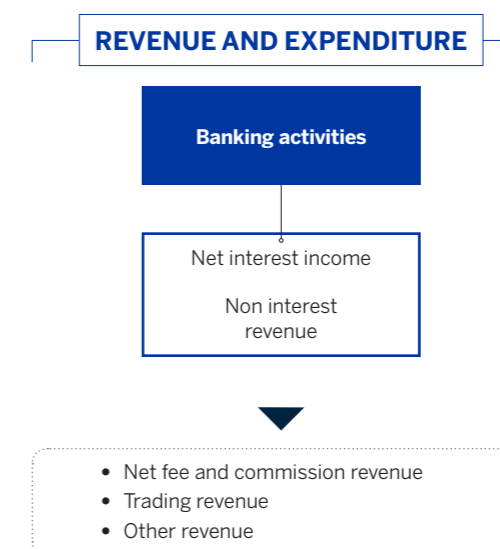 REVENUE AND EXPENDITURE
Banking activities
Net interest income
Non interest
revenue
• Net fee and commission revenue
• Trading revenue
• Other revenue